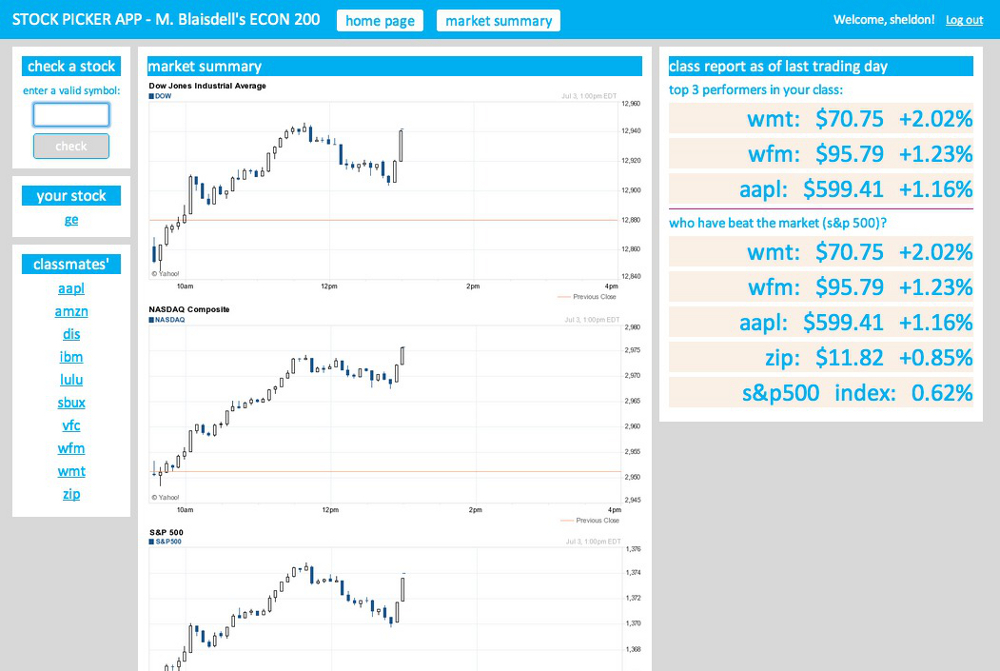 STOCK PICKER APP - M. Blaisdell's ECON 200
home page
market summary
Welcome, sheldon!
Log out
check a stock
enter a valid symbol:
check
your stock
ge
classmates'
aapl
amzn
dis
ibm
lulu
sbux
vfc
wfm
wmt
zip
market summary
Dow Jones Industrial Average
DOW
Jul 3, 1:00pm EDT
12,960
12,940
12,920
12,900
12,880
12,860
12,840
© Yahoo!
10am
12pm
2pm
4pm
Previous Close
NASDAQ Composite
NASDAQ
Jul 3, 1:00pm EDT
2,980
2,975
2,970
2,965
2,960
2,955
2,950
2,945
© Yahoo!
10am
12pm
2pm
4pm
Previous Close
S&P 500
S&P500
Jul 3, 1:00pm EDT
1,376
1,374
1,372
1,370
1,368
class report as of last trading day
top 3 performers in your class:
wmt: $70.75 +2.02%
wfm: $95.79 +1.23%
aapl: $599.41 +1.16%
who have beat the market (s&p 500)?
wmt: $70.75 +2.02%
wfm: $95.79 +1.23%
aapl: $599.41 +1.16%
zip: $11.82 +0.85%
s&p500 index: 0.62%